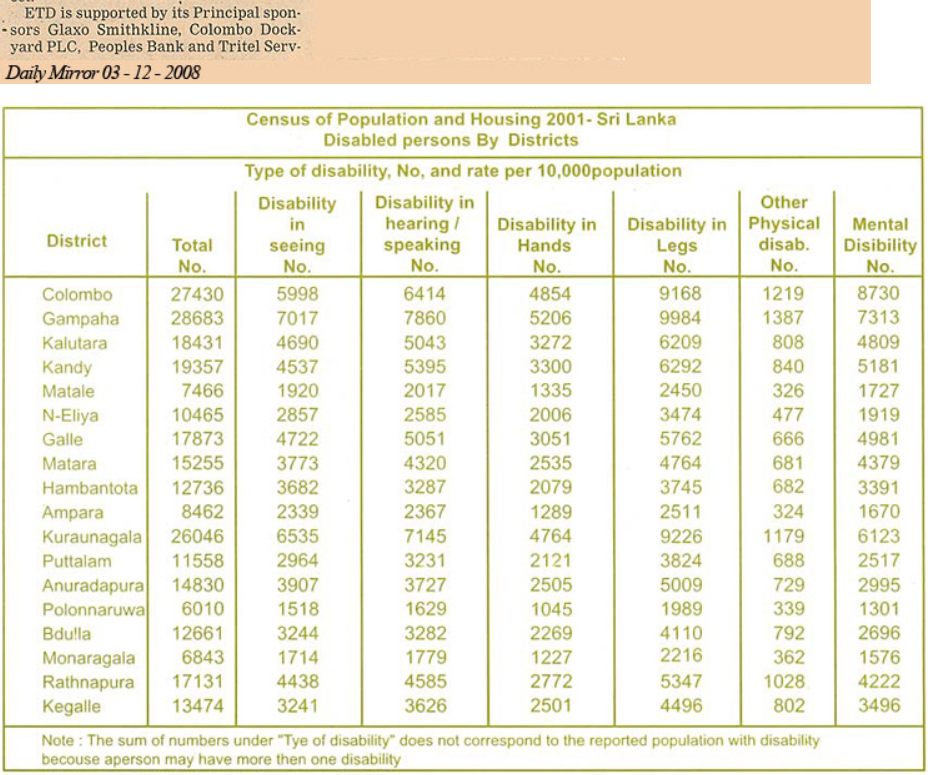 ETD is supported by its Principal spon-
sors Glaxo Smithkline, Colombo Dock-
yard PLC, Peoples Bank and Tritel Serv-
Daily Mirror 03 - 12 - 2008
Census of Population and Housing 2001- Sri Lanka
Disabled persons By Districts
Type of disability, No, and rate per 10,000population
District Total No. Disability in seeing No. Disability in hearing / speaking No. Disability in Hands No. Disability in Legs No. Other Physical disab. No. Mental Disibility No.
Colombo 27430 5998 6414 4854 9168 1219 8730
Gampaha 28683 7017 7860 5206 9984 1387 7313
Kalutara 18431 4690 5043 3272 6209 808 4809
Kandy 19357 4537 5395 3300 6292 840 5181
Matale 7466 1920 2017 1335 2450 326 1727
N-Eliya 10465 2857 2585 2006 3474 477 1919
Galle 17873 4722 5051 3051 5762 666 4981
Matara 15255 3773 4320 2535 4764 681 4379
Hambantota 12736 3682 3287 2079 3745 682 3391
Ampara 8462 2339 2367 1289 2511 324 1670
Kuraunagala 26046 6535 7145 4764 9226 1179 6123
Puttalam 11558 2964 3231 2121 3824 688 2517
Anuradapura 14830 3907 3727 2505 5009 729 2995
Polonnaruwa 6010 1518 1629 1045 1989 339 1301
Bdulla 12661 3244 3282 2269 4110 792 2696
Monaragala 6843 1714 1779 1227 2216 362 1576
Rathnapura 17131 4438 4585 2772 5347 1028 4222
Kegalle 13474 3241 3626 2501 4496 802 3496
Note : The sum of numbers under "Tye of disability" does not correspond to the reported population with disability
becouse aperson may have more then one disability